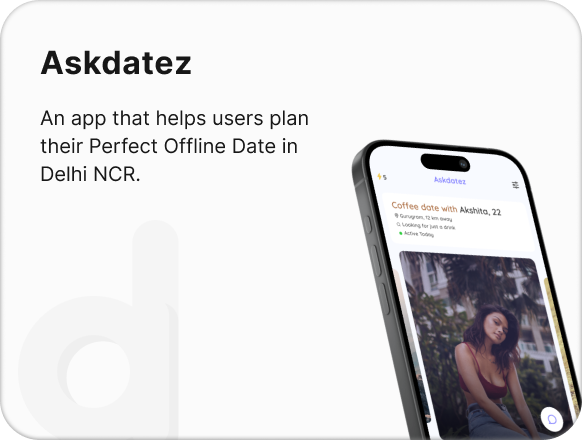 Askdatez
An app that helps users plan
their Perfect Offline Date in
Delhi NCR.
5
Askdatez
Coffee date with Akshita, 22
Gurugram, 12 km away
Looking for just a drink
Active Today